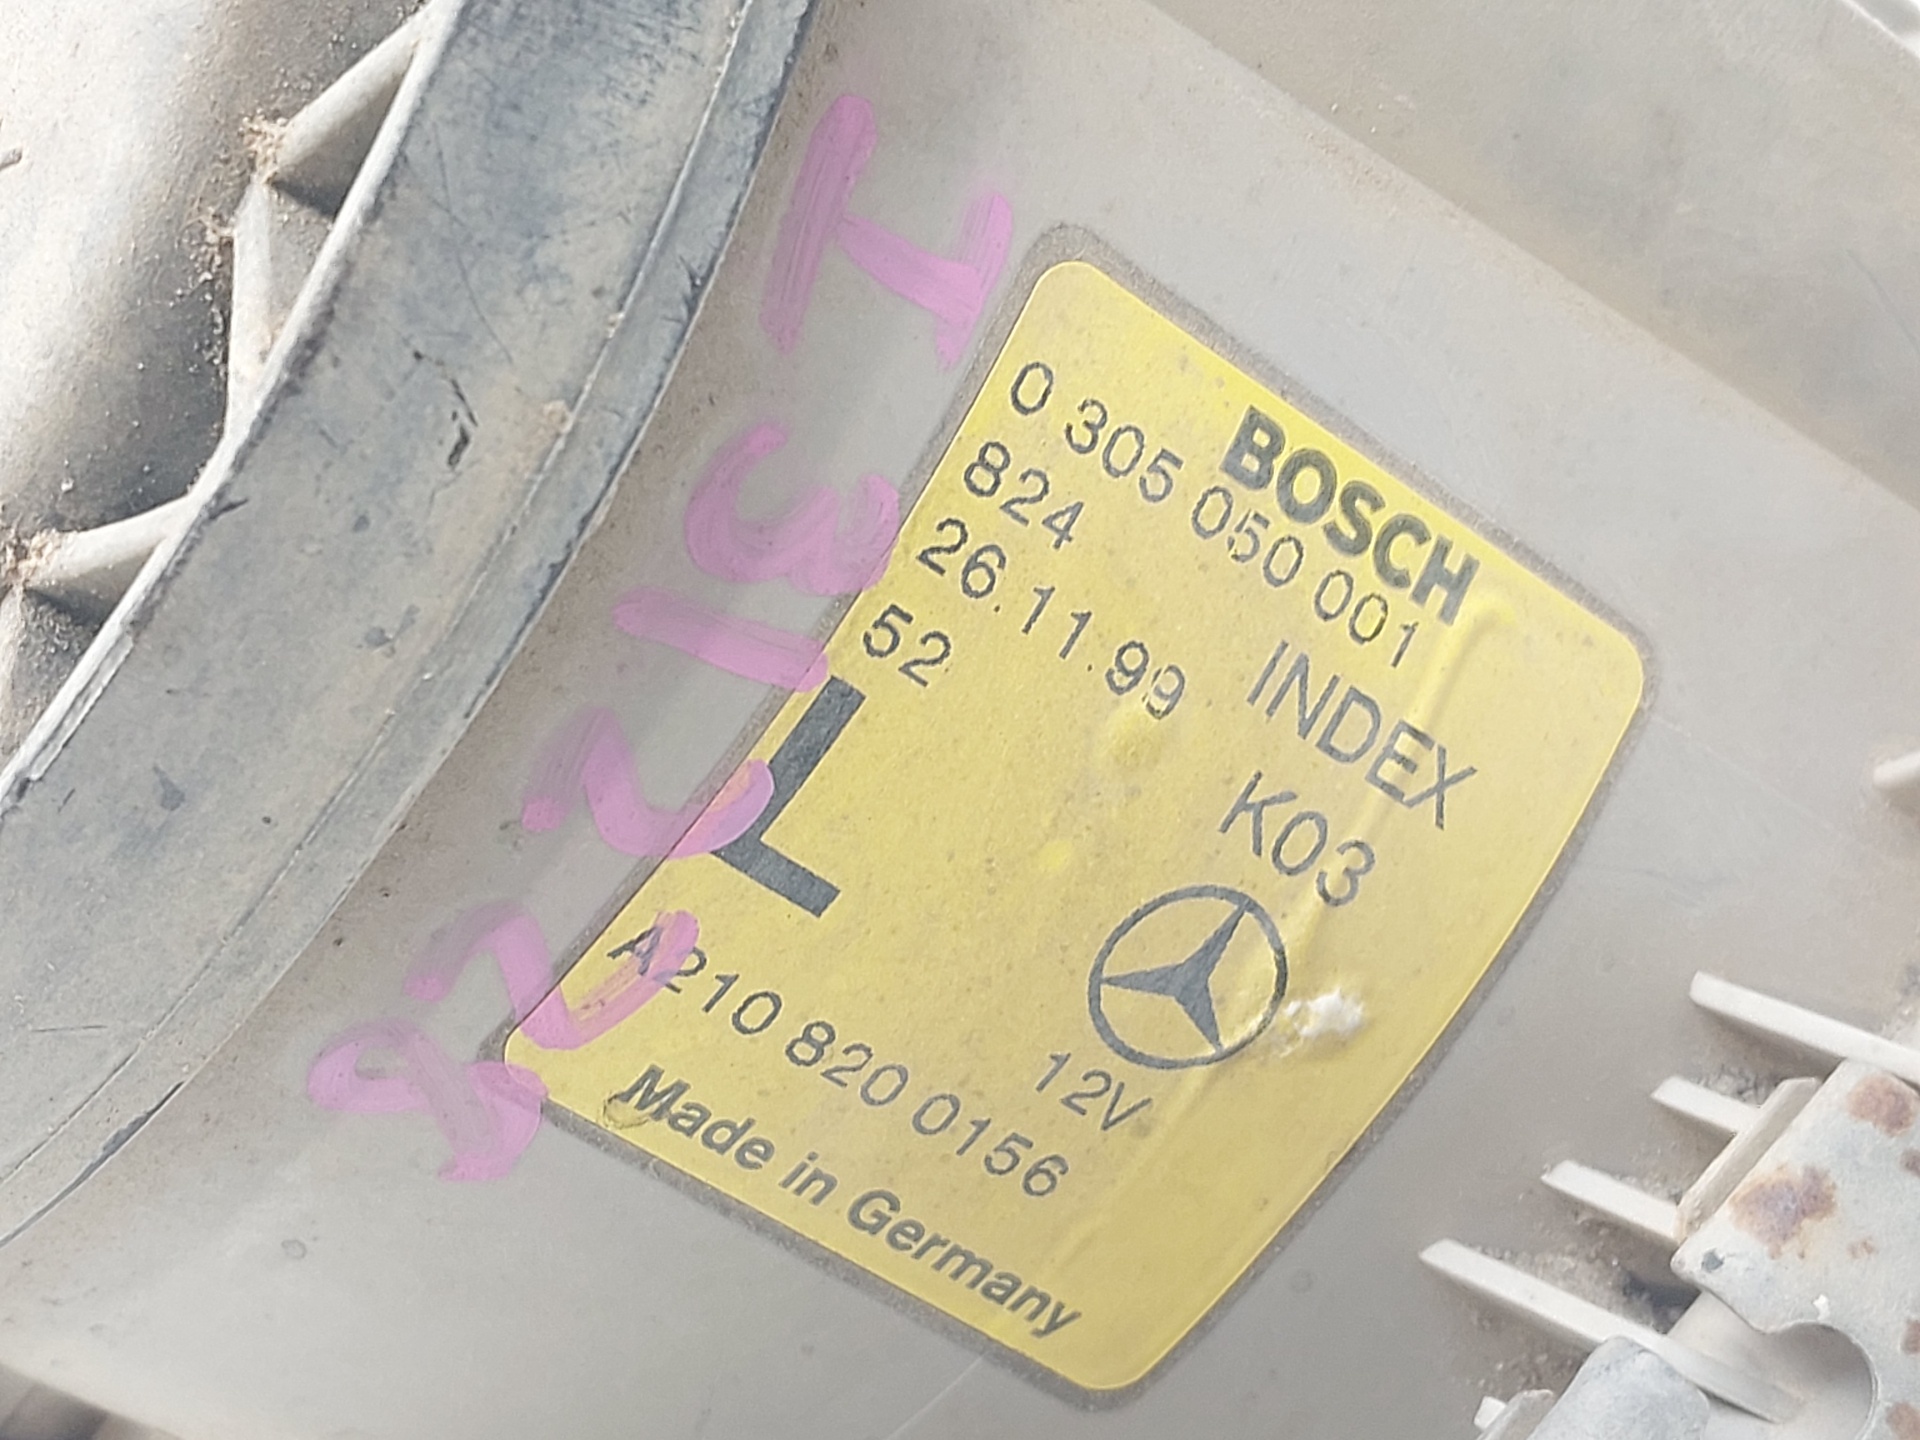 BOSCH
0 305 050 001
824 INDEX
26.11.99 K03
52
L
12V
A210 820 0156
Made in Germany